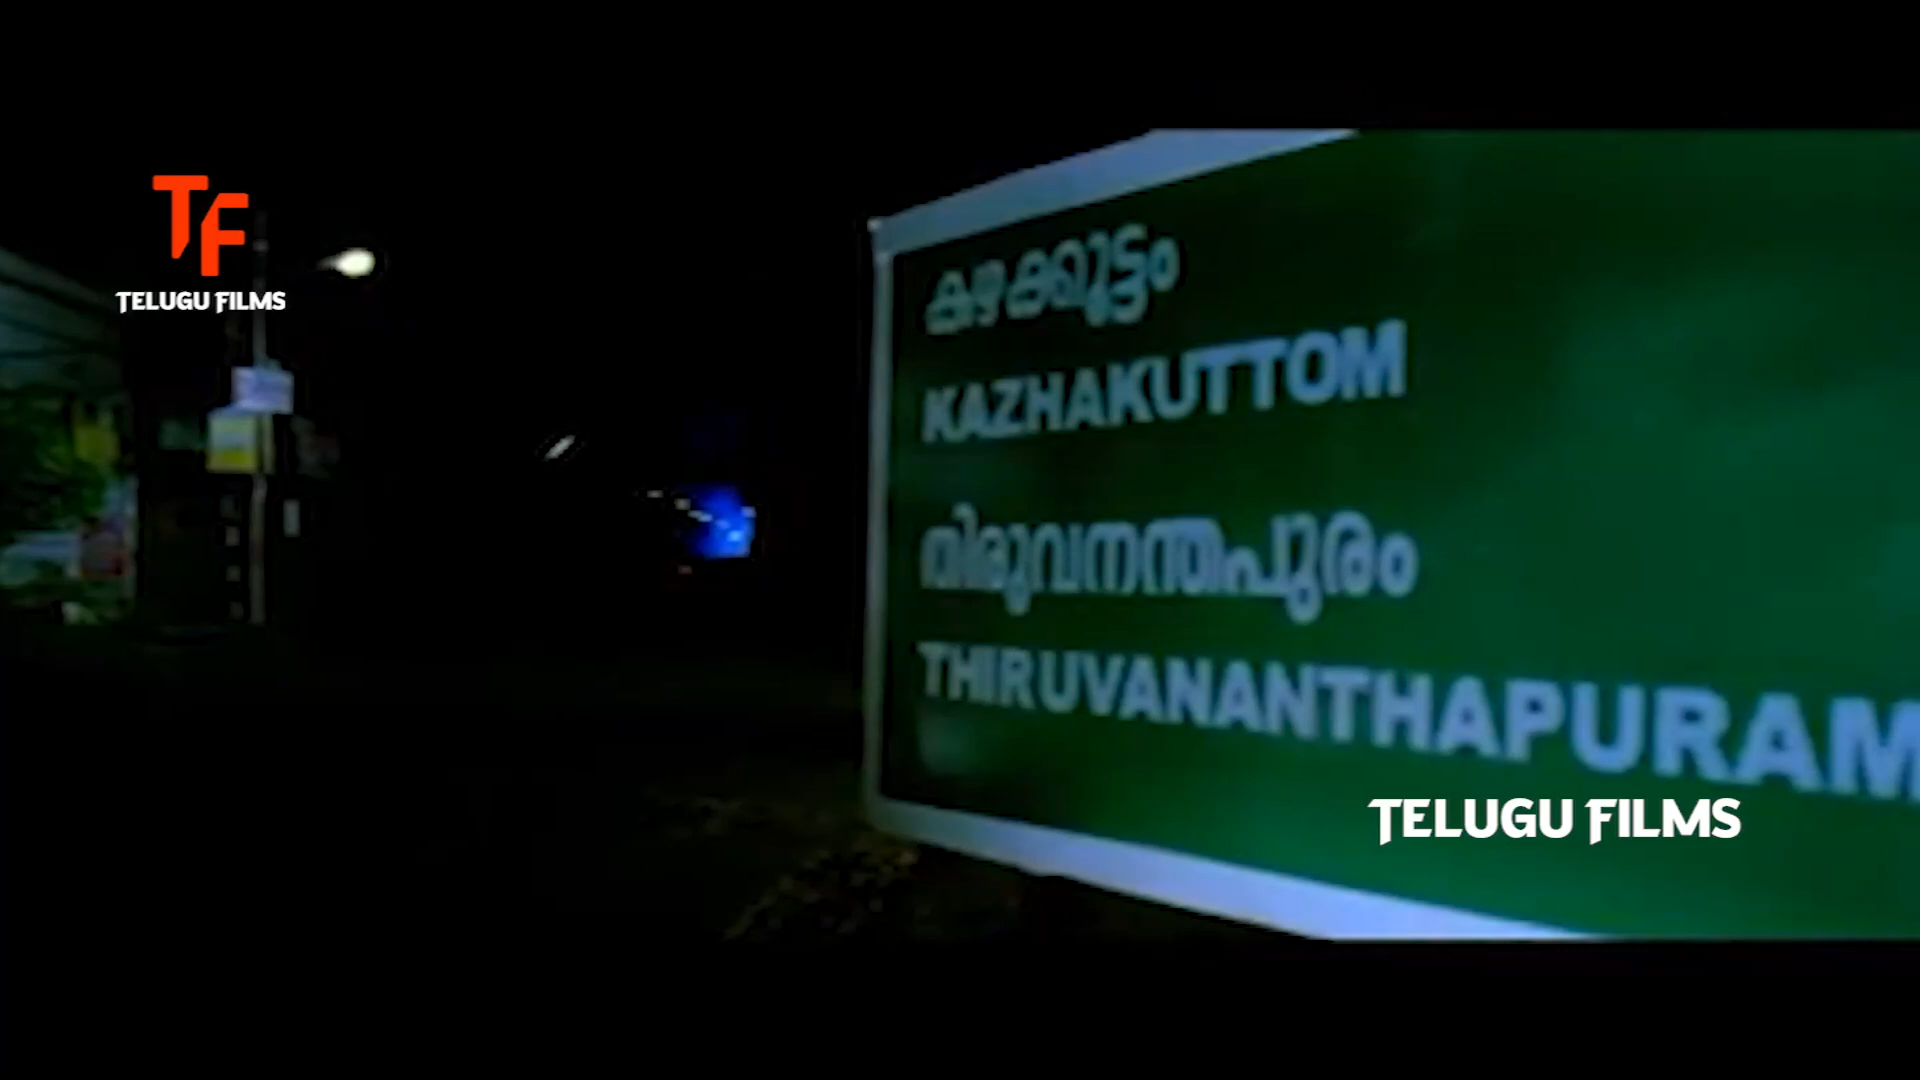 TF
TELUGU FILMS
കഴക്കൂട്ടം
KAZHAKUTTOM
തിരുവനന്തപുരം
THIRUVANANTHAPURAM
TELUGU FILMS